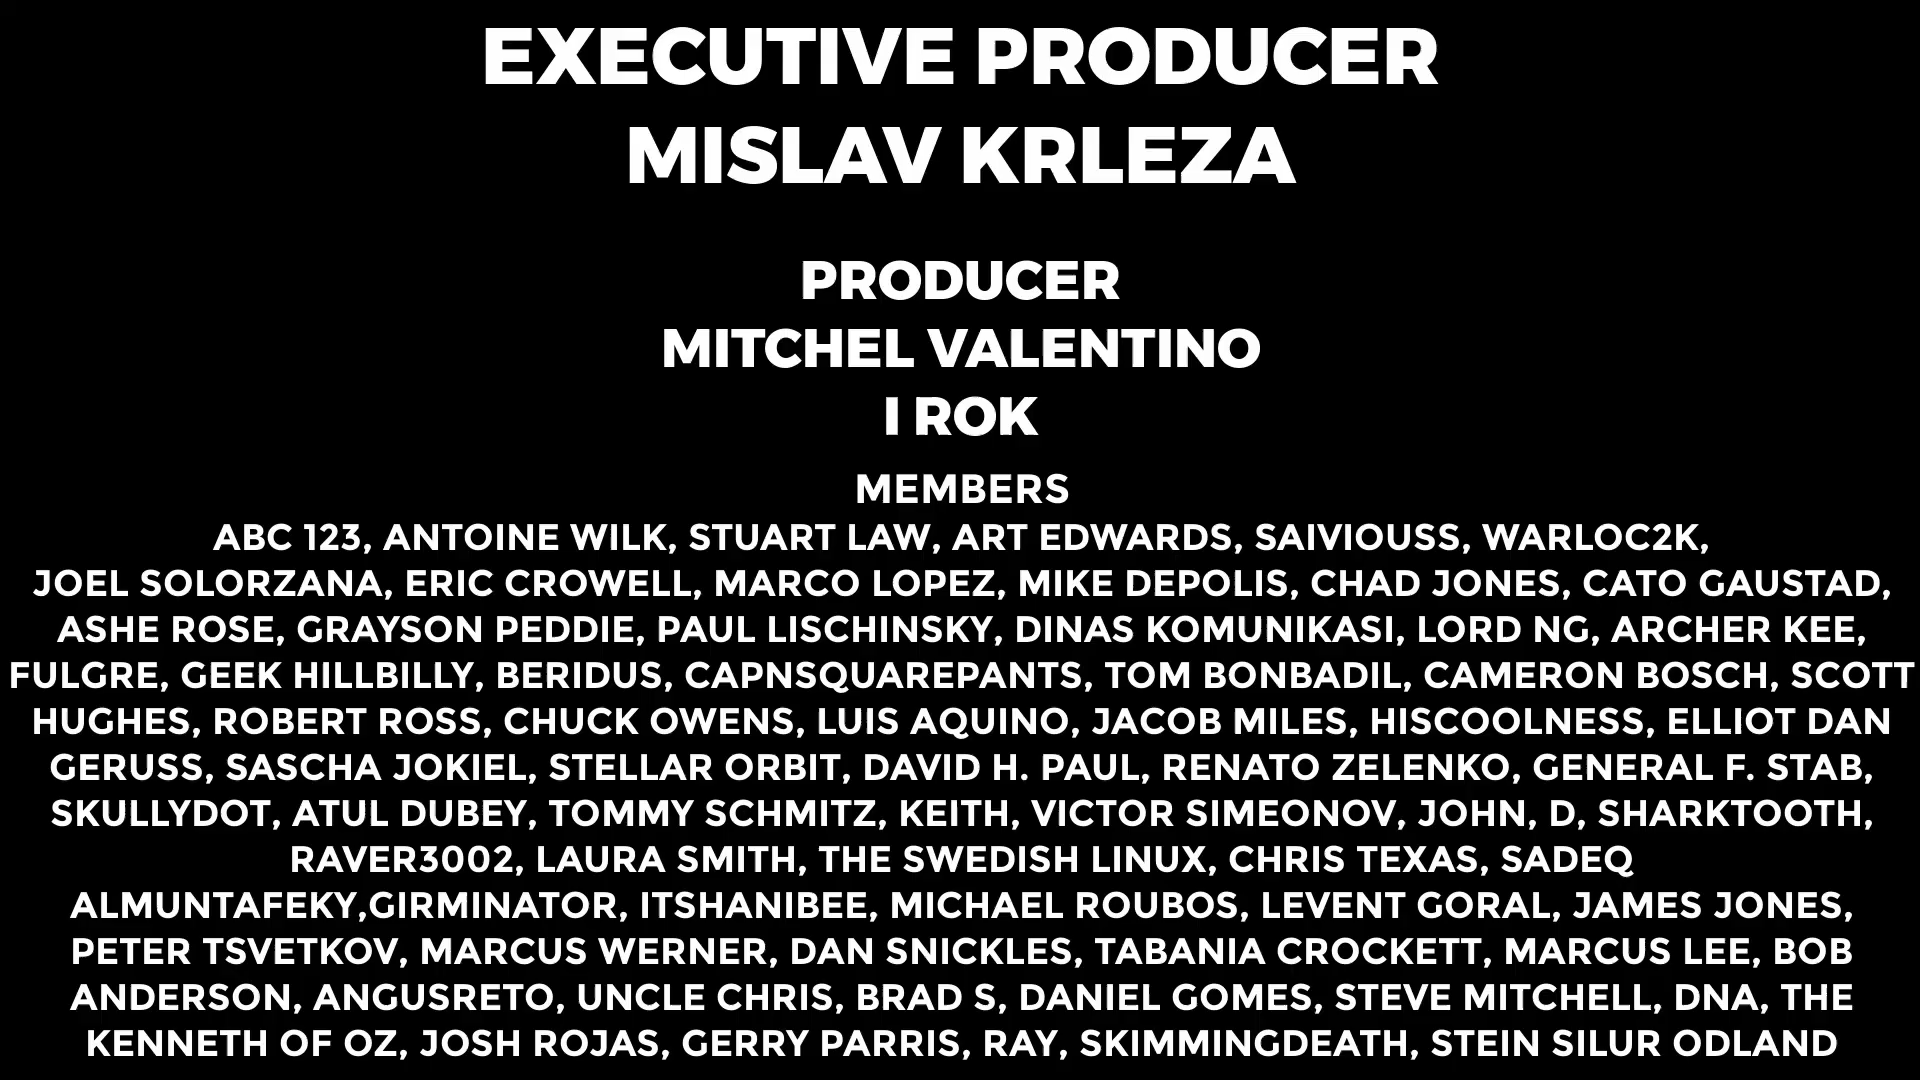 EXECUTIVE PRODUCER
MISLAV KRLEZA
PRODUCER
MITCHEL VALENTINO
I ROK
MEMBERS
ABC 123, ANTOINE WILK, STUART LAW, ART EDWARDS, SAIVIOUSS, WARLOC2K,
JOEL SOLORZANA, ERIC CROWELL, MARCO LOPEZ, MIKE DEPOLIS, CHAD JONES, CATO GAUSTAD,
ASHE ROSE, GRAYSON PEDDIE, PAUL LISCHINSKY, DINAS KOMUNIKASI, LORD NG, ARCHER KEE,
FULGRE, GEEK HILLBILLY, BERIDUS, CAPNSQUAREPANTS, TOM BONBADIL, CAMERON BOSCH, SCOTT
HUGHES, ROBERT ROSS, CHUCK OWENS, LUIS AQUINO, JACOB MILES, HISCOOLNESS, ELLIOT DAN
GERUSS, SASCHA JOKIEL, STELLAR ORBIT, DAVID H. PAUL, RENATO ZELENKO, GENERAL F. STAB,
SKULLYDOT, ATUL DUBEY, TOMMY SCHMITZ, KEITH, VICTOR SIMEONOV, JOHN, D, SHARKTOOTH,
RAVER3002, LAURA SMITH, THE SWEDISH LINUX, CHRIS TEXAS, SADEQ
ALMUNTAFEKY,GIRMINATOR, ITSHANIBEE, MICHAEL ROUBOS, LEVENT GORAL, JAMES JONES,
PETER TSVETKOV, MARCUS WERNER, DAN SNICKLES, TABANIA CROCKETT, MARCUS LEE, BOB
ANDERSON, ANGUSRETO, UNCLE CHRIS, BRAD S, DANIEL GOMES, STEVE MITCHELL, DNA, THE
KENNETH OF OZ, JOSH ROJAS, GERRY PARRIS, RAY, SKIMMINGDEATH, STEIN SILUR ODLAND